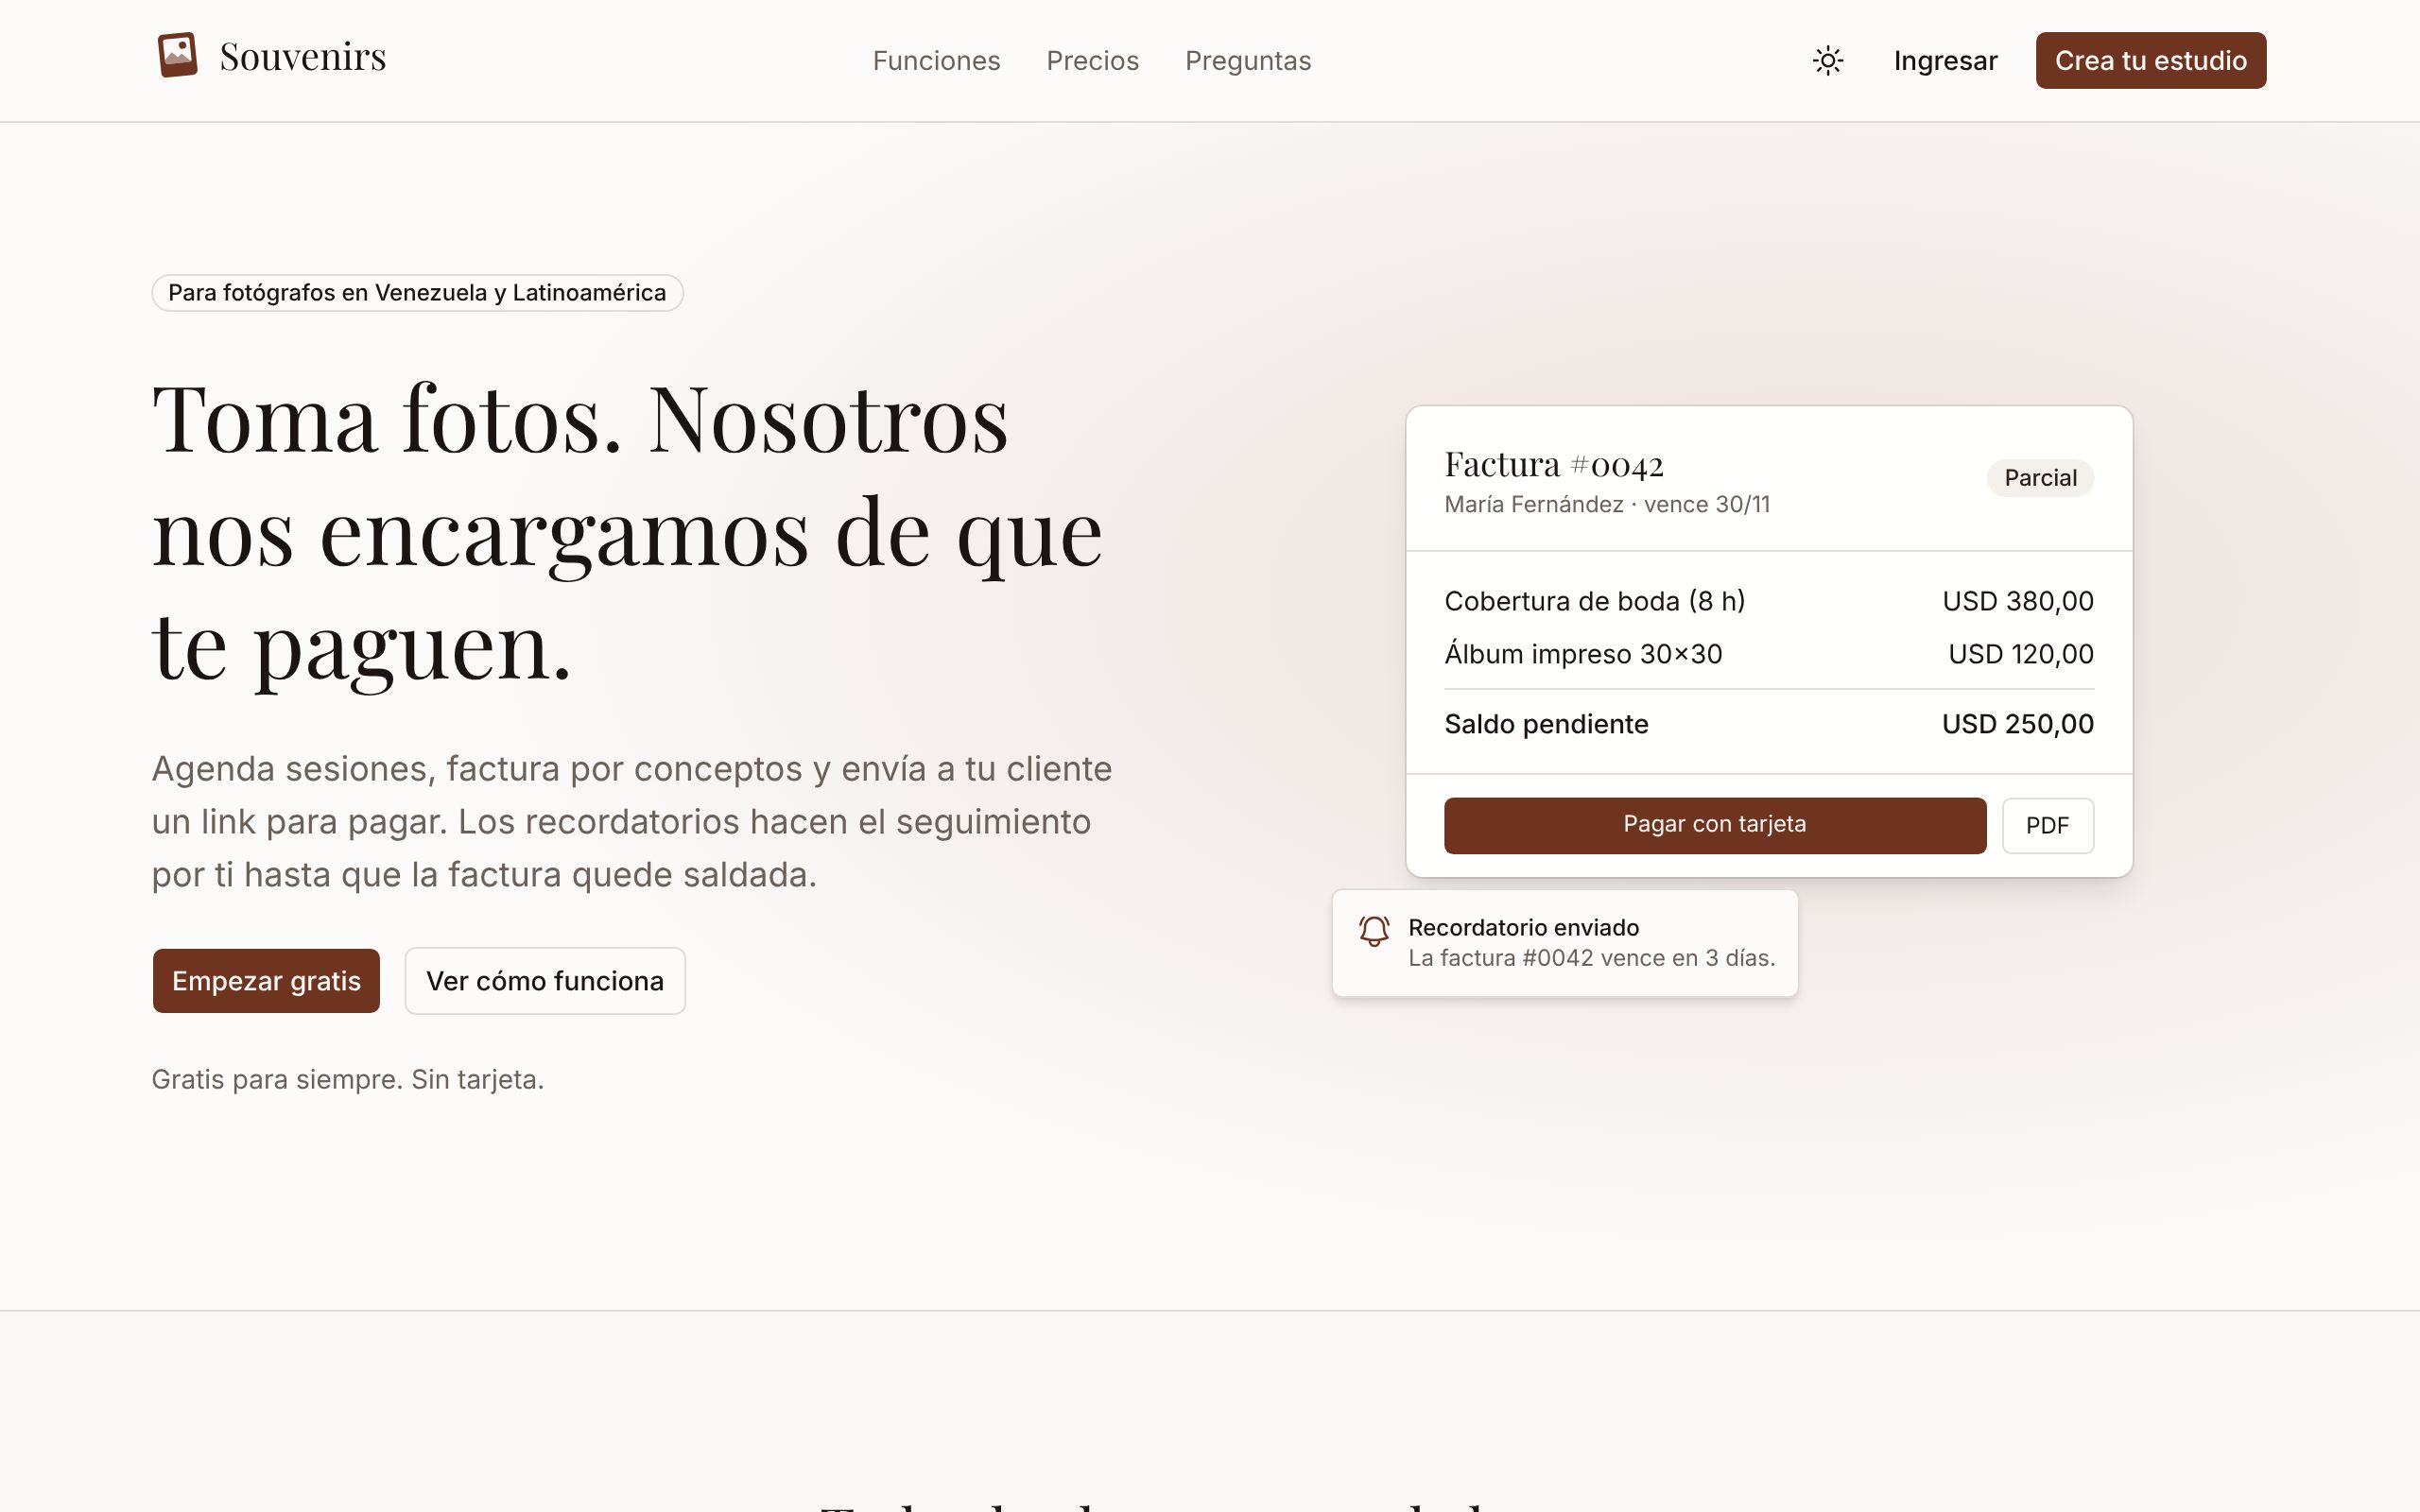 Souvenirs
Funciones
Precios
Preguntas
Ingresar
Crea tu estudio
Para fotógrafos en Venezuela y Latinoamérica
Toma fotos. Nosotros
nos encargamos de que
te paguen.
Agenda sesiones, factura por conceptos y envía a tu cliente
un link para pagar. Los recordatorios hacen el seguimiento
por ti hasta que la factura quede saldada.
Empezar gratis
Ver cómo funciona
Gratis para siempre. Sin tarjeta.
Factura #0042
Parcial
María Fernández · vence 30/11
Cobertura de boda (8 h) USD 380,00
Álbum impreso 30×30 USD 120,00
Saldo pendiente USD 250,00
Pagar con tarjeta
PDF
Recordatorio enviado
La factura #0042 vence en 3 días.